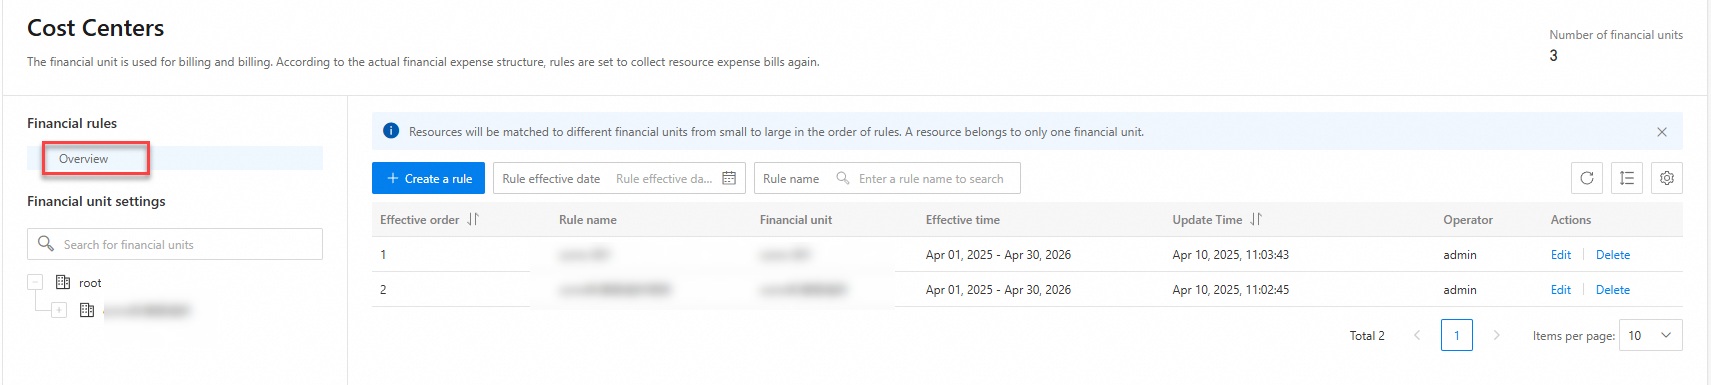 Cost Centers
The financial unit is used for billing and billing. According to the actual financial expense structure, rules are set to collect resource expense bills again.
Number of financial units
3
Financial rules
Overview
Financial unit settings
Search for financial units
root
Resources will be matched to different financial units from small to large in the order of rules. A resource belongs to only one financial unit.
Create a rule Rule effective date Rule effective da... Rule name Enter a rule name to search
Effective order Rule name Financial unit Effective time Update Time Operator Actions
1 Apr 01, 2025 - Apr 30, 2026 Apr 10, 2025, 11:03:43 admin Edit Delete
2 Apr 01, 2025 - Apr 30, 2026 Apr 10, 2025, 11:02:45 admin Edit Delete
Total 2 1 Items per page: 10